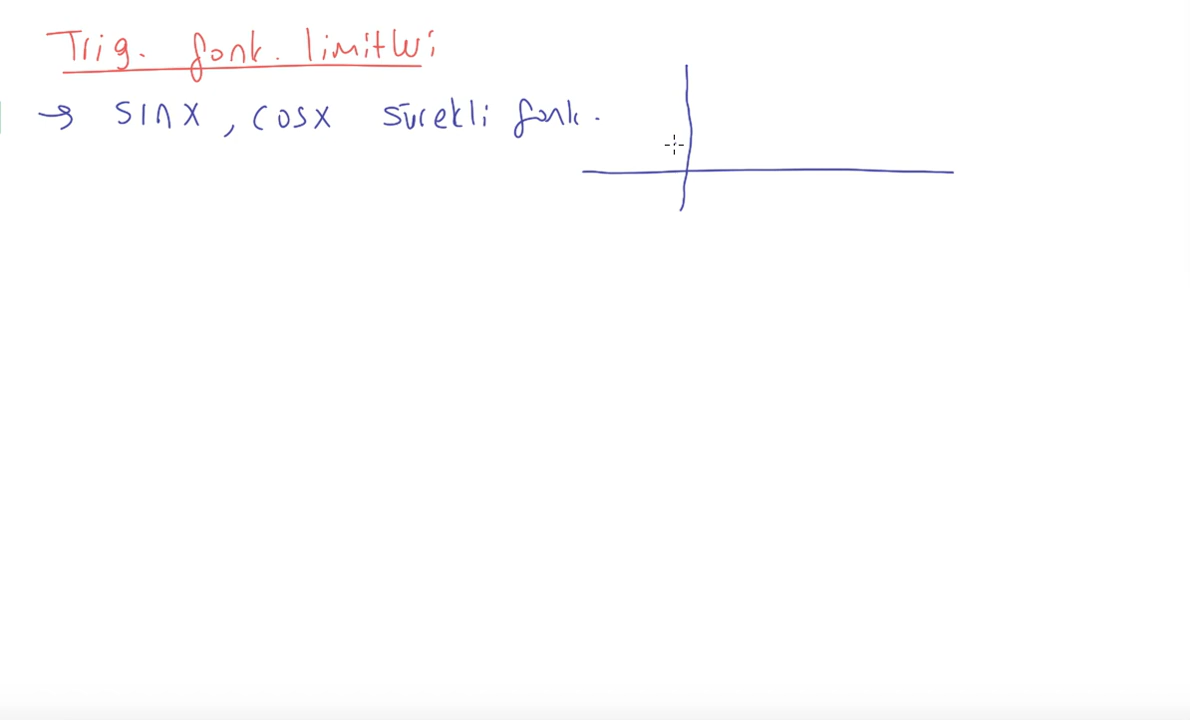 Trig. fonk. limitleri
→ sinx, cosx sürekli fonk.